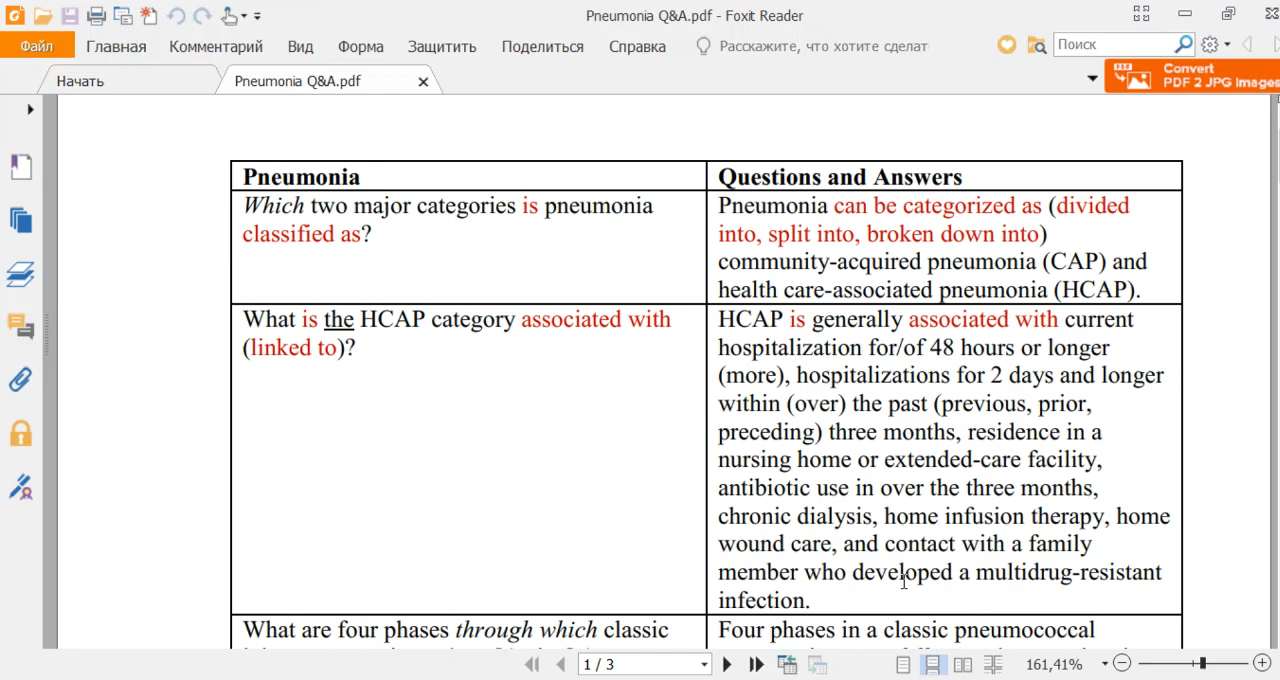 Pneumonia Q&A.pdf - Foxit Reader
Файл Главная Комментарий Вид Форма Защитить Поделиться Справка Расскажите, что хотите сделат Поиск
Начать Pneumonia Q&A.pdf Convert
PDF 2 JPG Images
Pneumonia
Questions and Answers
Which two major categories is pneumonia
classified as?
Pneumonia can be categorized as (divided
into, split into, broken down into)
community-acquired pneumonia (CAP) and
health care-associated pneumonia (HCAP).
What is the HCAP category associated with
(linked to)?
HCAP is generally associated with current
hospitalization for/of 48 hours or longer
(more), hospitalizations for 2 days and longer
within (over) the past (previous, prior,
preceding) three months, residence in a
nursing home or extended-care facility,
antibiotic use in over the three months,
chronic dialysis, home infusion therapy, home
wound care, and contact with a family
member who developed a multidrug-resistant
infection.
What are four phases through which classic
Four phases in a classic pneumococcal
1 / 3 161,41%